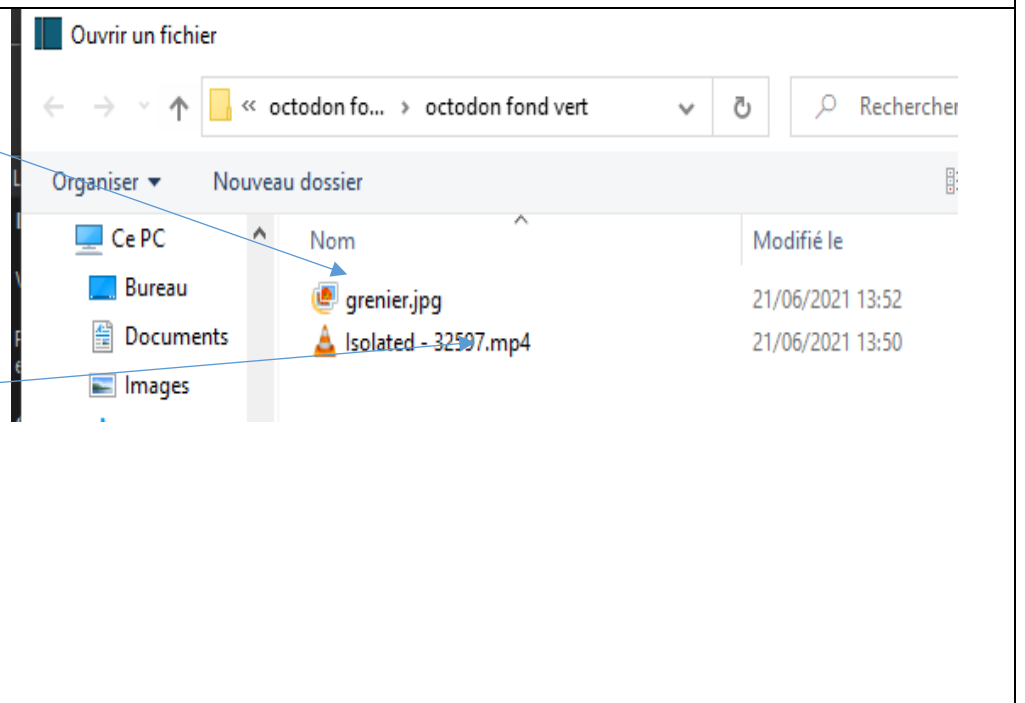 Ouvrir un fichier
« octodon fo... › octodon fond vert
Rechercher
Organiser Nouveau dossier
Ce PC
Bureau
Documents
Images
Nom Modifié le
grenier.jpg 21/06/2021 13:52
Isolated - 32597.mp4 21/06/2021 13:50